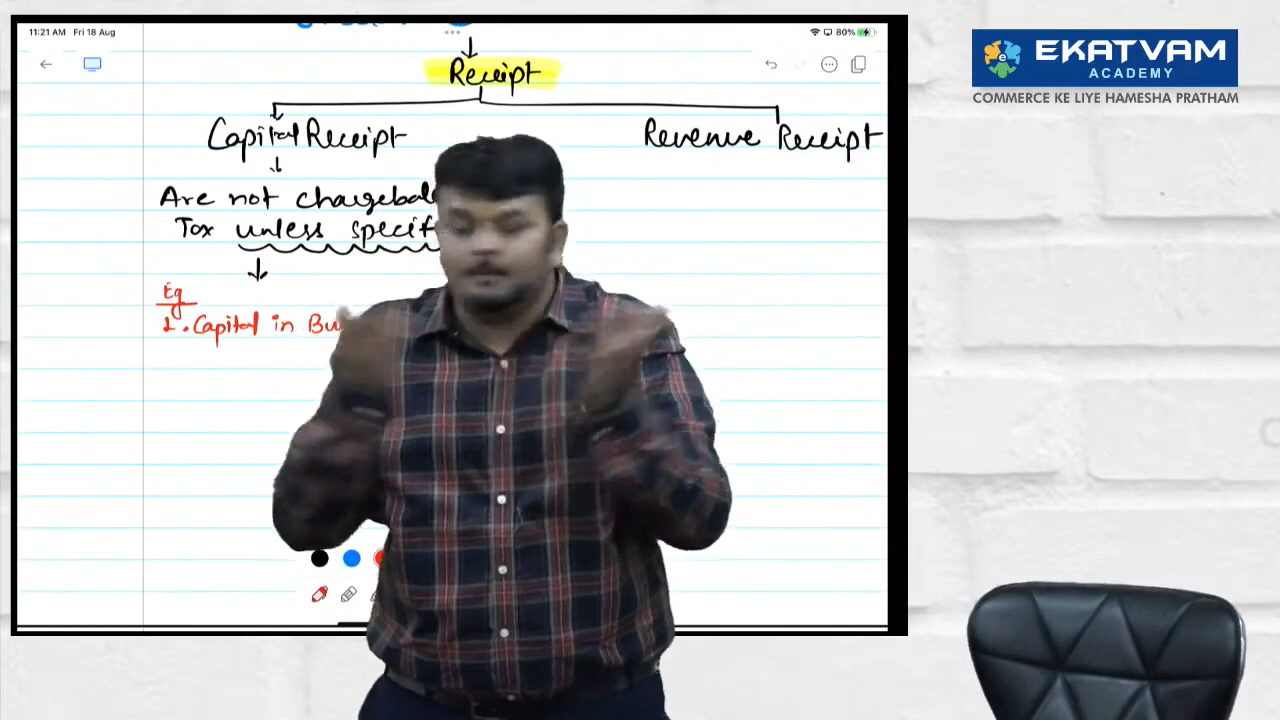 11:21 AM Fri 18 Aug
80%
Receipt
Capital Receipt
Revenue Receipt
Are not chargebale
Tax unless specif
Eg
1. Capital in Bu
EKATVAM
ACADEMY
COMMERCE KE LIYE HAMESHA PRATHAM